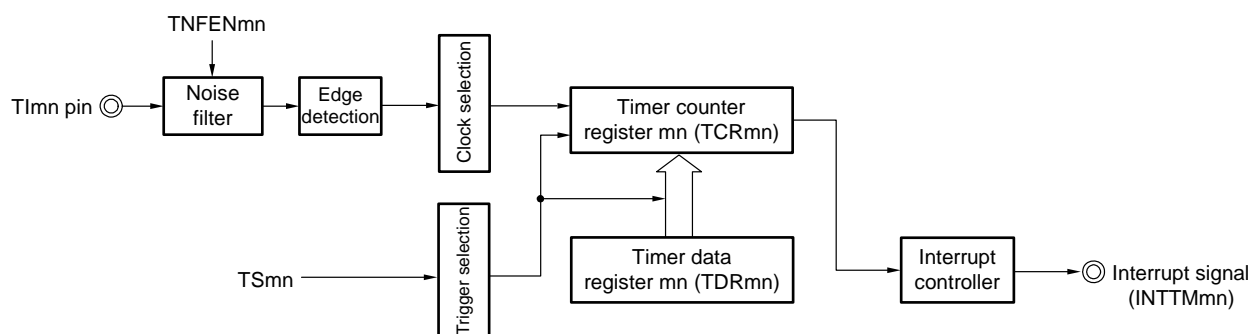 TNFENmn
TImn pin
Noise
filter
Edge
detection
Clock selection
Timer counter
register mn (TCRmn)
TSmn
Trigger selection
Timer data
register mn (TDRmn)
Interrupt
controller
Interrupt signal
(INTTMmn)